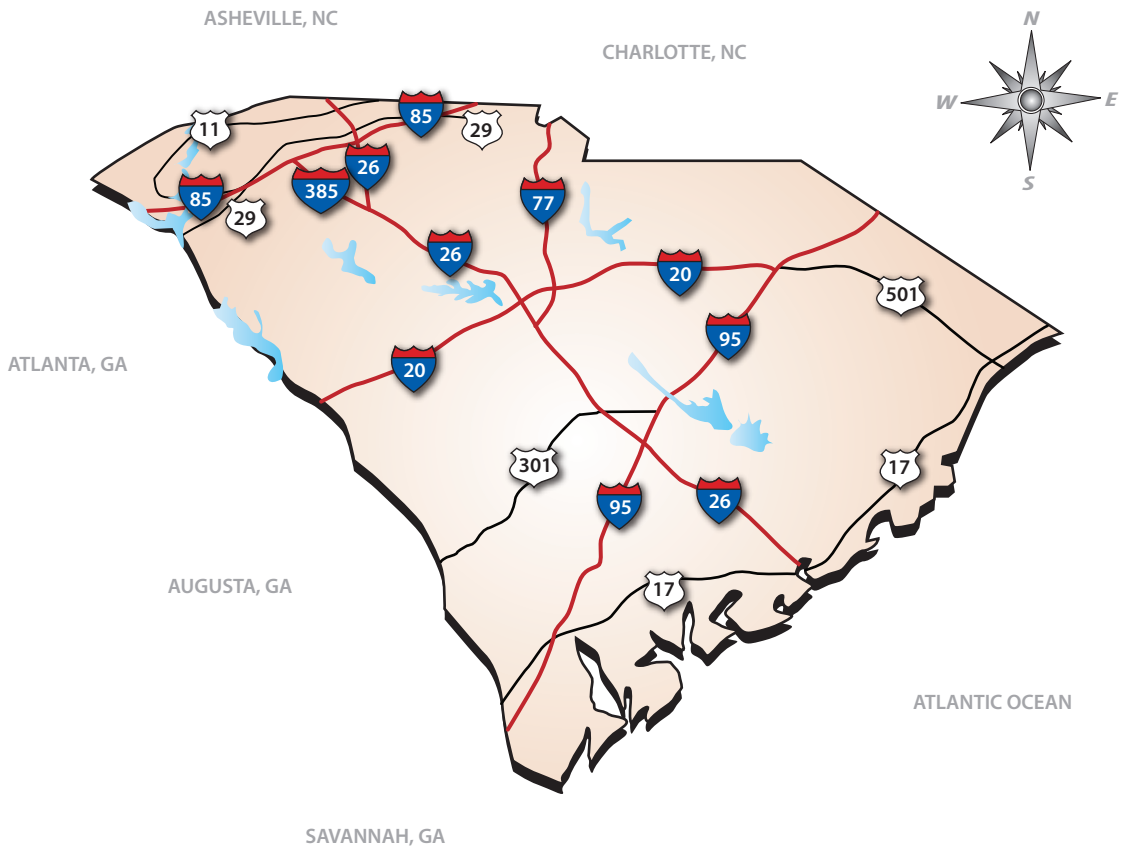 ASHEVILLE, NC
N
CHARLOTTE, NC
W
E
S
85
11
29
26
385
85
29
77
26
20
501
95
ATLANTA, GA
20
301
17
95
26
AUGUSTA, GA
17
ATLANTIC OCEAN
SAVANNAH, GA